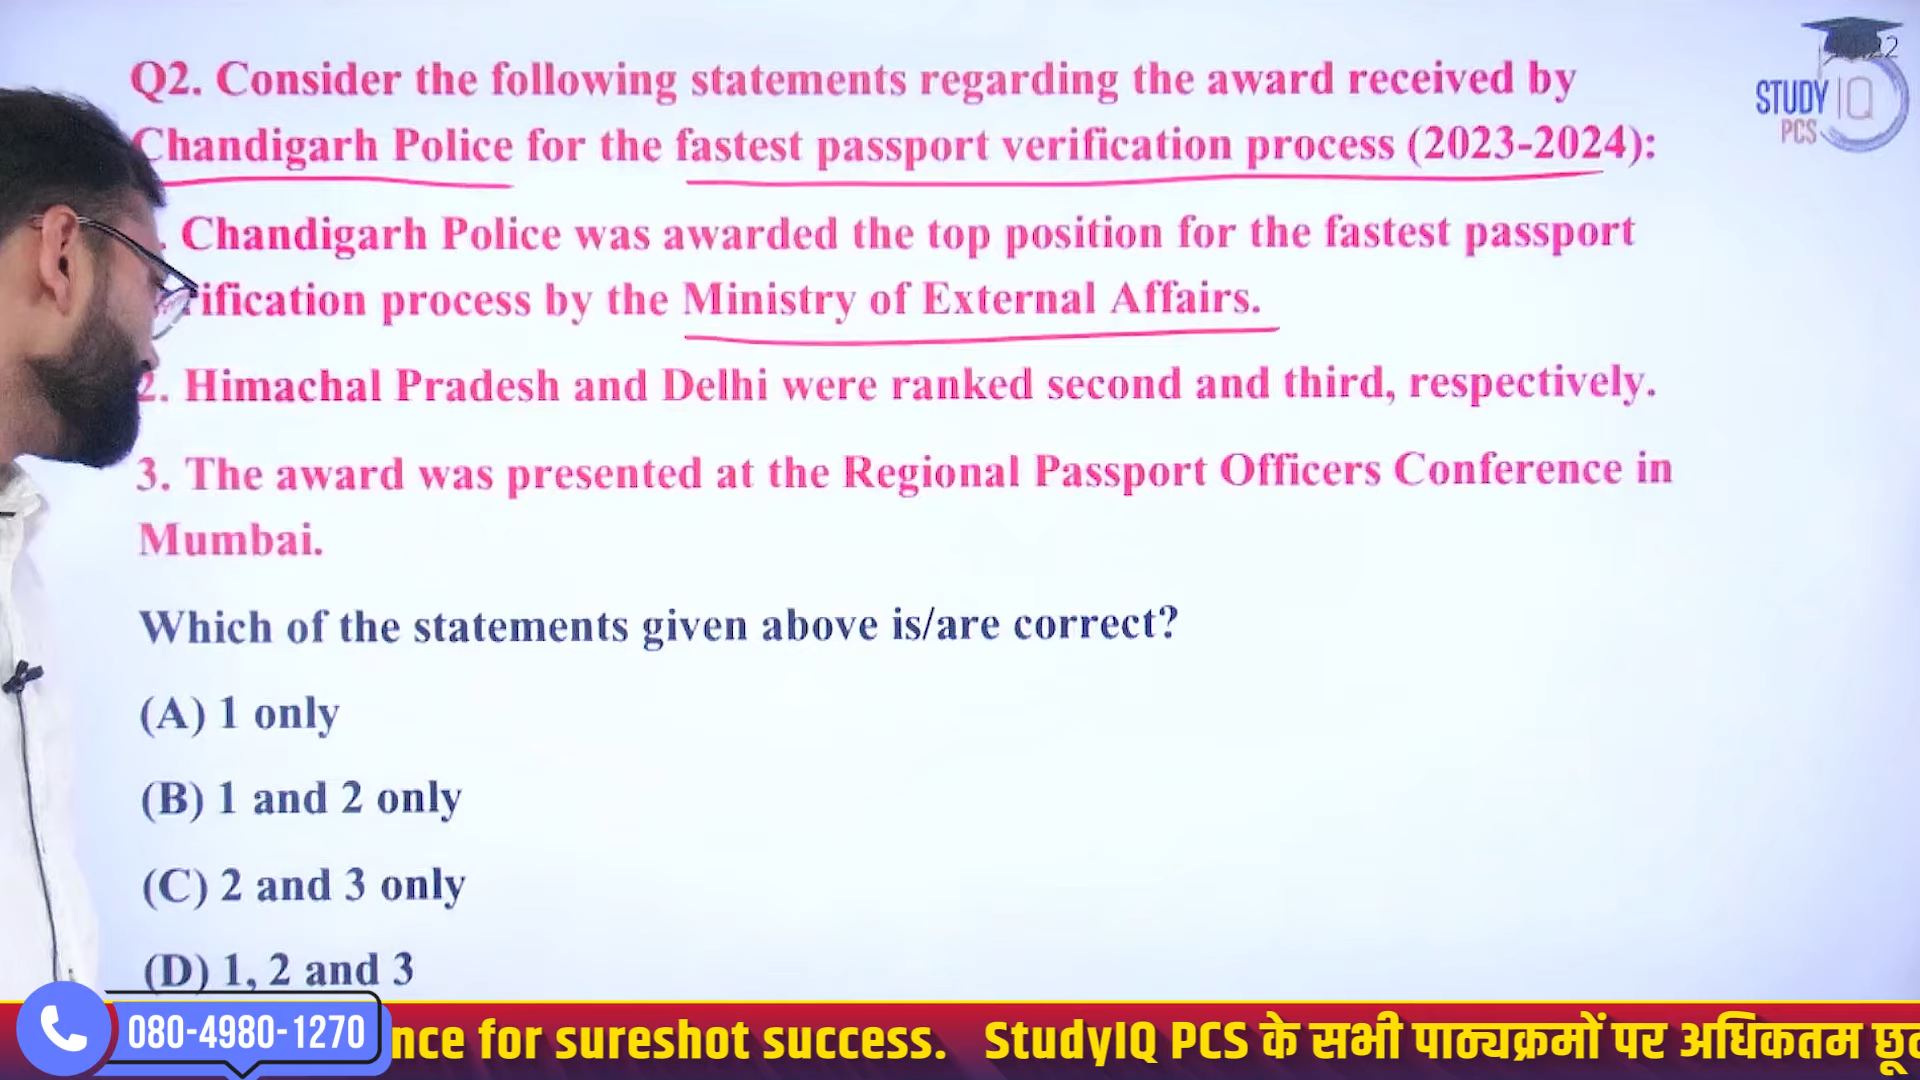 Q2. Consider the following statements regarding the award received by
Chandigarh Police for the fastest passport verification process (2023-2024):
. Chandigarh Police was awarded the top position for the fastest passport
rification process by the Ministry of External Affairs.
2. Himachal Pradesh and Delhi were ranked second and third, respectively.
3. The award was presented at the Regional Passport Officers Conference in
Mumbai.
Which of the statements given above is/are correct?
(A) 1 only
(B) 1 and 2 only
(C) 2 and 3 only
(D) 1, 2 and 3
STUDY IQ
PCS
080-4980-1270
nce for sureshot success. StudyIQ PCS के सभी पाठ्यक्रमों पर अधिकतम छूट